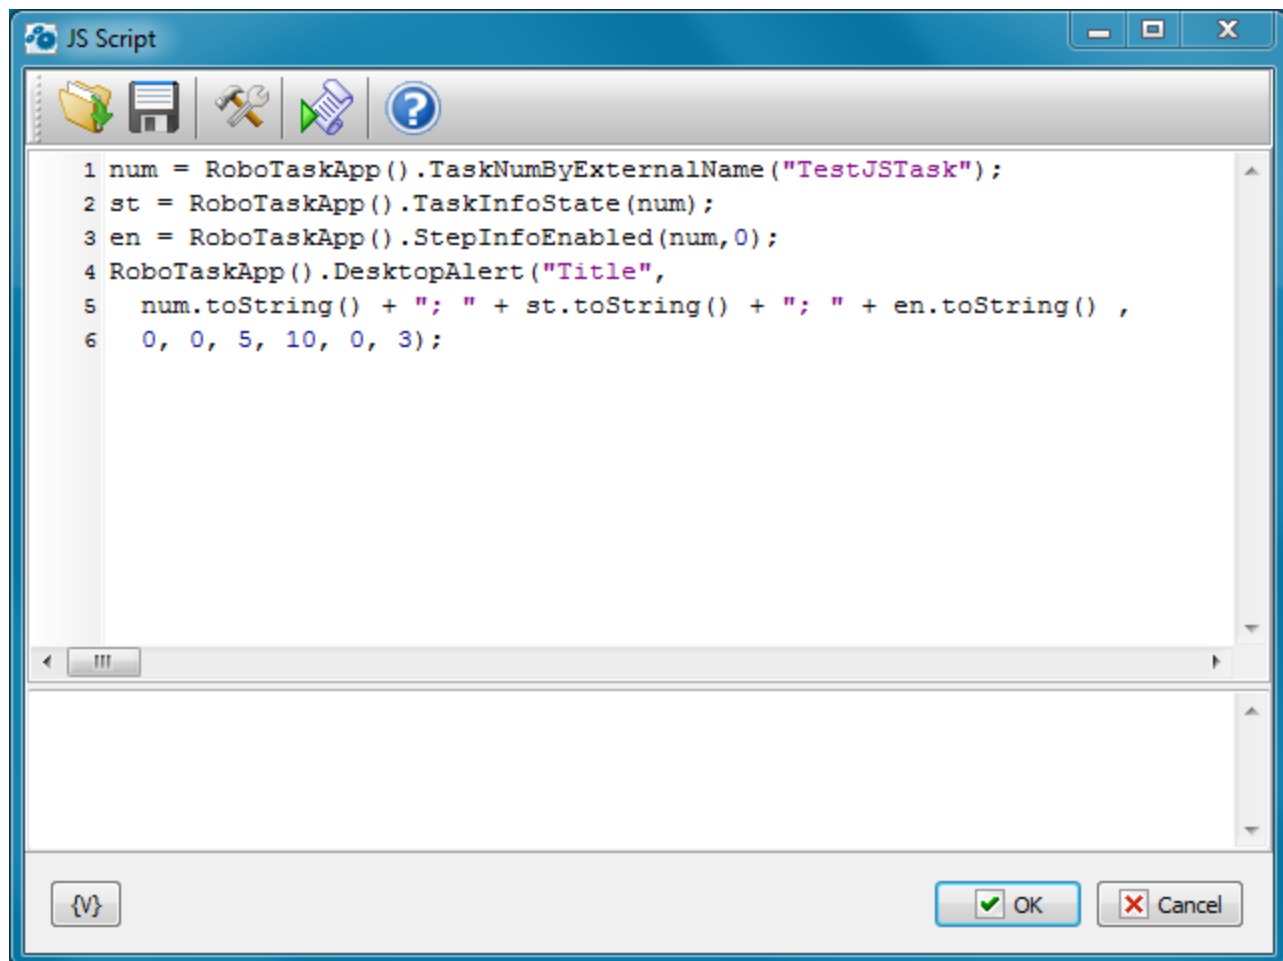 JS Script
1 num = RoboTaskApp().TaskNumByExternalName("TestJSTask");
2 st = RoboTaskApp().TaskInfoState(num);
3 en = RoboTaskApp().StepInfoEnabled(num,0);
4 RoboTaskApp().DesktopAlert("Title",
5   num.toString() + "; " + st.toString() + "; " + en.toString() ,
6   0, 0, 5, 10, 0, 3);
{V} OK Cancel